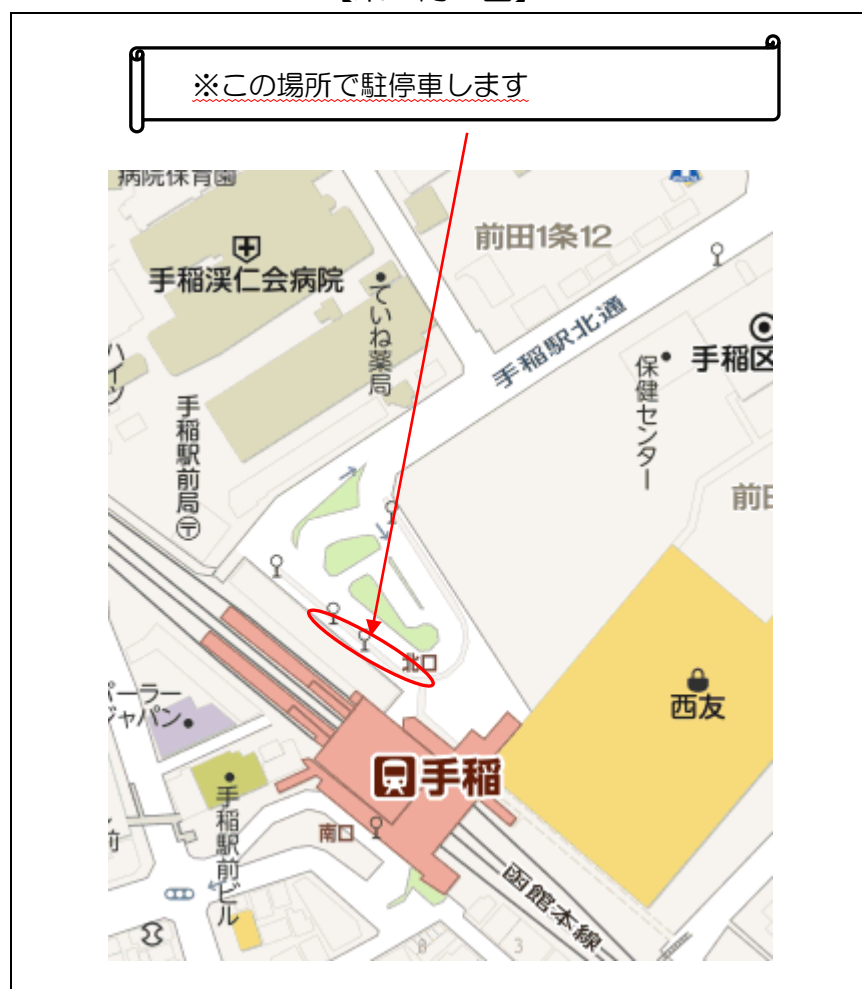 ※この場所で駐停車します
病院保育園
前田1条12
手稲渓仁会病院
ていね薬局
手稲駅北通
手稲区
保健センター
ハイツ
手稲駅前局
前田
北口
西友
パーラー
ジャパン
手稲
手稲駅前ビル
南口
前
函館本線
8
3